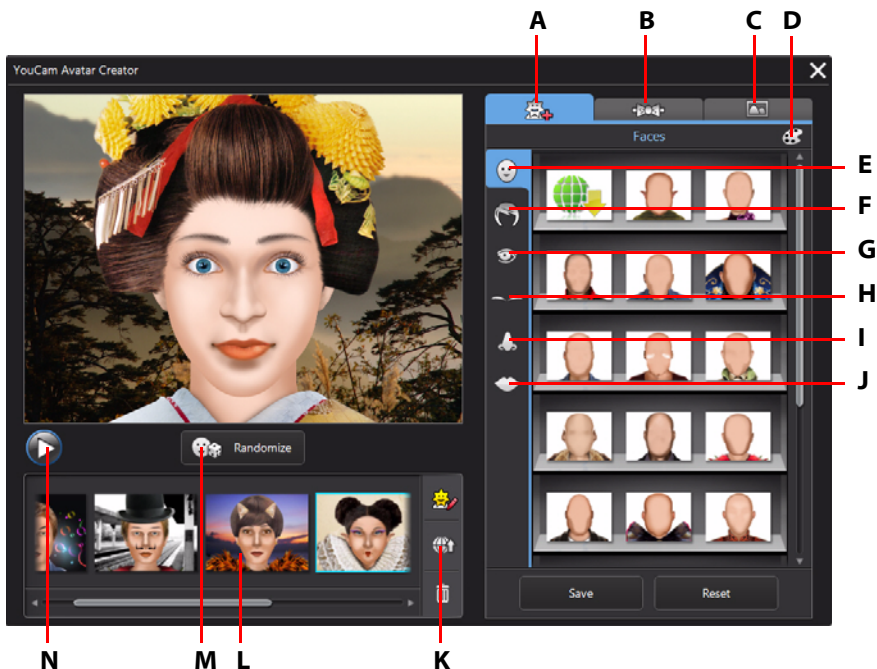 A B C D
YouCam Avatar Creator
Faces
E
F
G
H
I
J
Randomize
Save Reset
N M L K